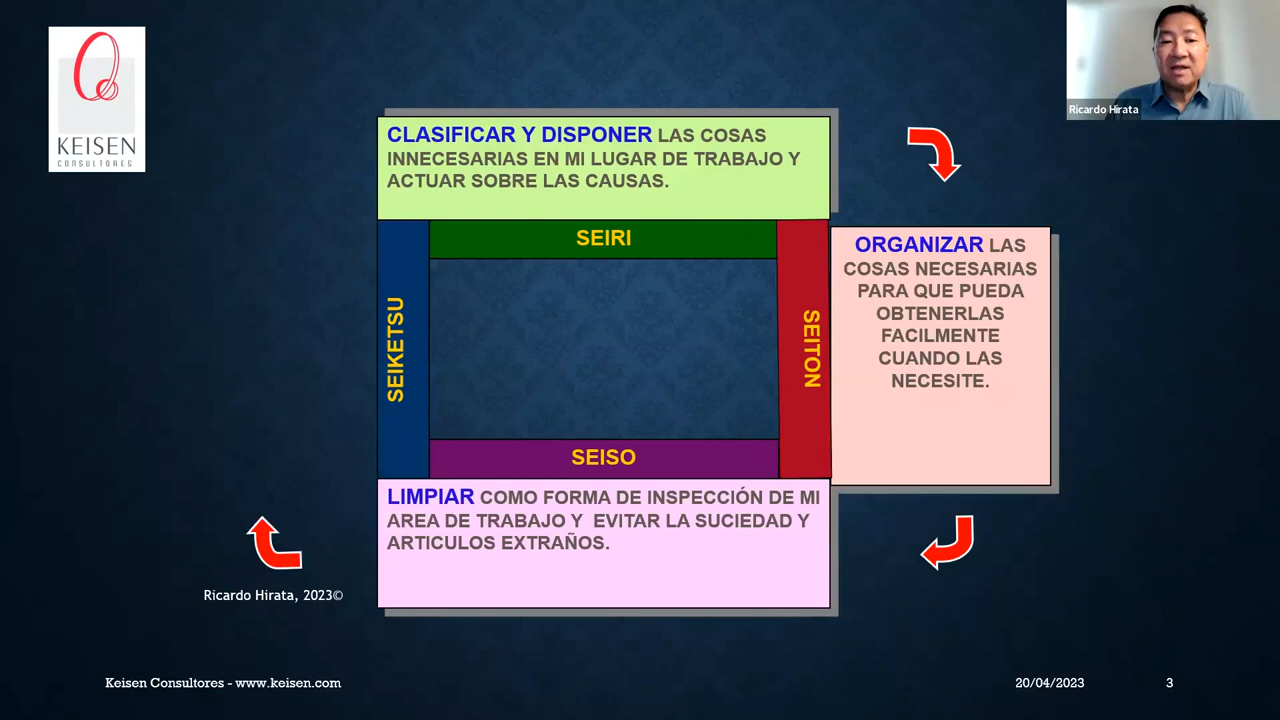 KEISEN
CONSULTORES
Ricardo Hirata
CLASIFICAR Y DISPONER LAS COSAS
INNECESARIAS EN MI LUGAR DE TRABAJO Y
ACTUAR SOBRE LAS CAUSAS.
SEIRI
SEIKETSU
SEITON
ORGANIZAR LAS
COSAS NECESARIAS
PARA QUE PUEDA
OBTENERLAS
FACILMENTE
CUANDO LAS
NECESITE.
SEISO
LIMPIAR COMO FORMA DE INSPECCIÓN DE MI
AREA DE TRABAJO Y EVITAR LA SUCIEDAD Y
ARTICULOS EXTRAÑOS.
Ricardo Hirata, 2023©
Keisen Consultores - www.keisen.com
20/04/2023
3